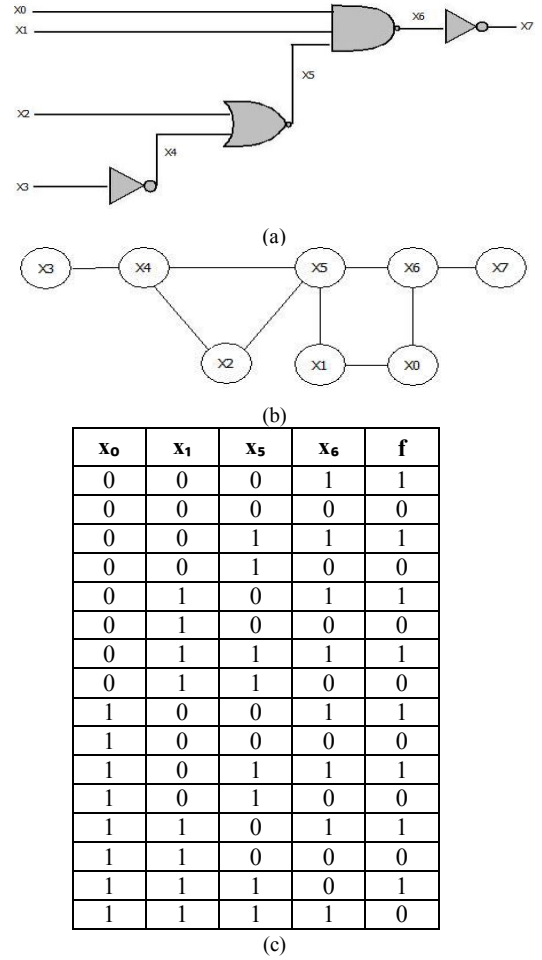 X0
X1
X6
X7
X5
X2
X4
X3
(a)
X3 X4 X5 X6 X7
X2 X1 X0
(b)
x₀ x₁ x₅ x₆ f
0 0 0 1 1
0 0 0 0 0
0 0 1 1 1
0 0 1 0 0
0 1 0 1 1
0 1 0 0 0
0 1 1 1 1
0 1 1 0 0
1 0 0 1 1
1 0 0 0 0
1 0 1 1 1
1 0 1 0 0
1 1 0 1 1
1 1 0 0 0
1 1 1 0 1
1 1 1 1 0
(c)